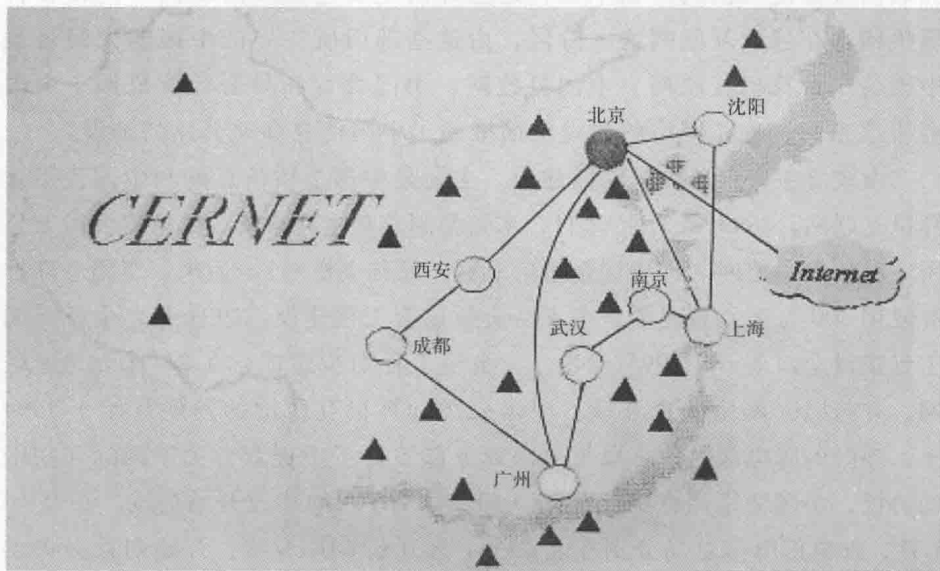 沈阳
北京
CERNET
西安
南京
Internet
武汉
上海
成都
广州